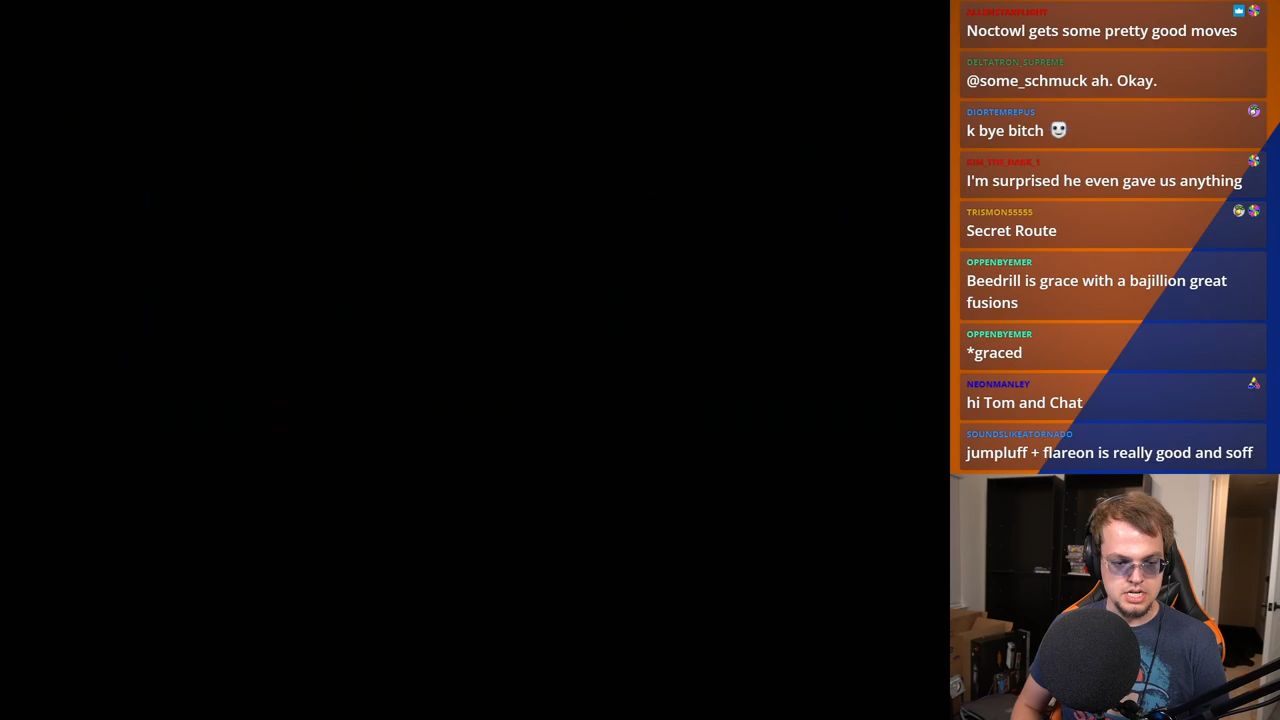 ALLENSTARFLIGHT
Noctowl gets some pretty good moves
DELTATRON_SUPREME
@some_schmuck ah. Okay.
DIORTEMREPUS
k bye bitch
KIM_THE_HAWK_1
I'm surprised he even gave us anything
TRISMON55555
Secret Route
OPPENBYEMER
Beedrill is grace with a bajillion great
fusions
OPPENBYEMER
*graced
NEONMANLEY
hi Tom and Chat
SOUNDSLIKEATORNADO
jumpluff + flareon is really good and soff